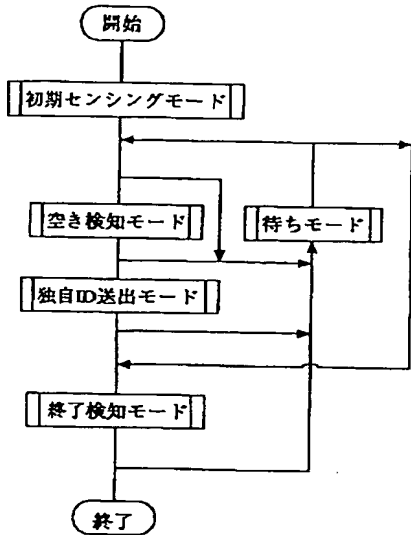 開始
初期センシングモード
空き検知モード
待ちモード
独自ID送出モード
終了検知モード
終了